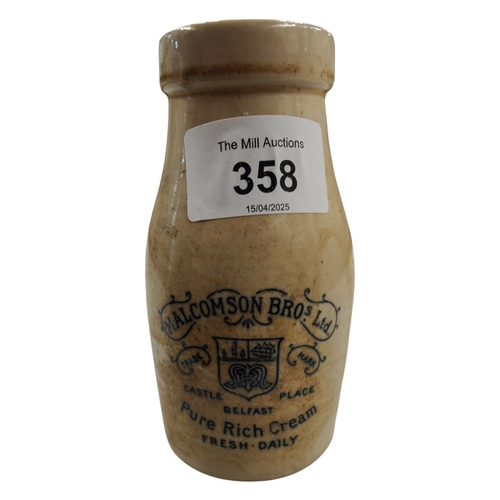 The Mill Auctions
358
15/04/2025
MALCOMSON BROS. Ltd.
TRADE MARK
CASTLE PLACE
BELFAST
Pure Rich Cream
FRESH · DAILY